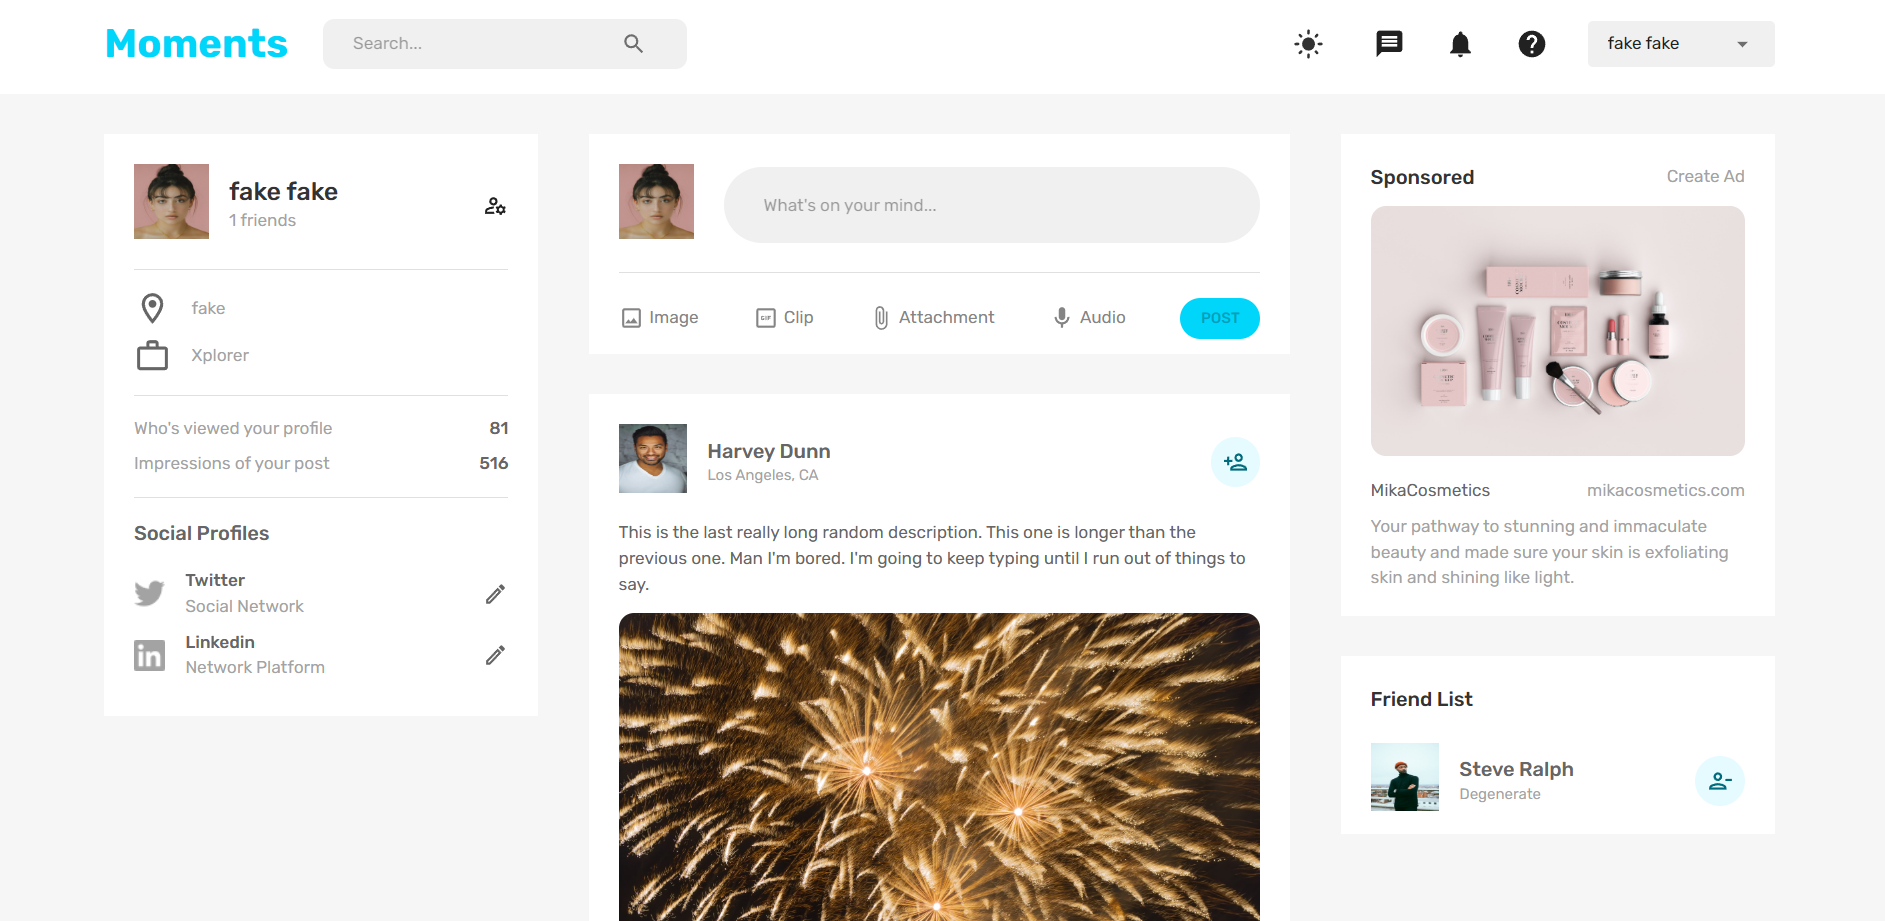 Moments
Search...
fake fake
fake fake
1 friends
fake
Xplorer
Who's viewed your profile 81
Impressions of your post 516
Social Profiles
Twitter
Social Network
Linkedin
Network Platform
What's on your mind...
Image
GIF Clip
Attachment
Audio
POST
Harvey Dunn
Los Angeles, CA
This is the last really long random description. This one is longer than the
previous one. Man I'm bored. I'm going to keep typing until I run out of things to
say.
Sponsored Create Ad
MikaCosmetics mikacosmetics.com
Your pathway to stunning and immaculate
beauty and made sure your skin is exfoliating
skin and shining like light.
Friend List
Steve Ralph
Degenerate